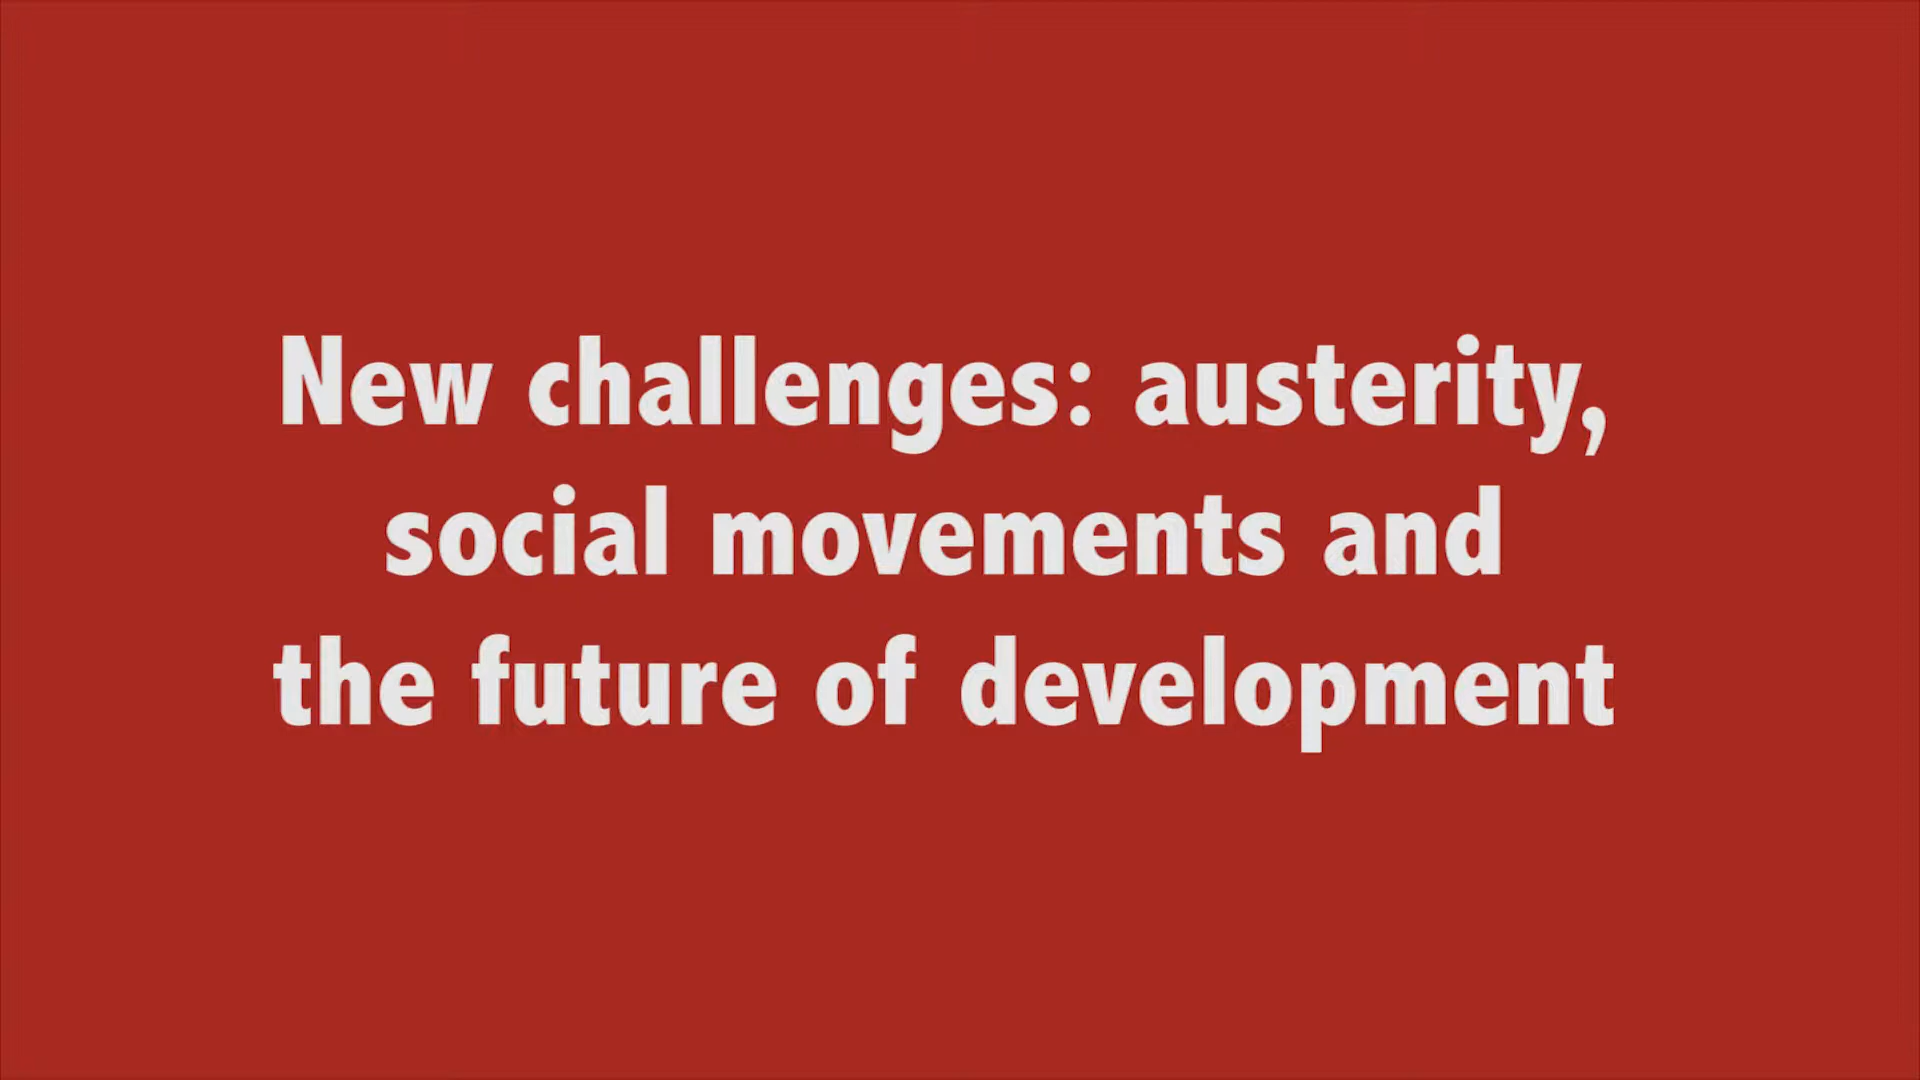 New challenges: austerity,
social movements and
the future of development